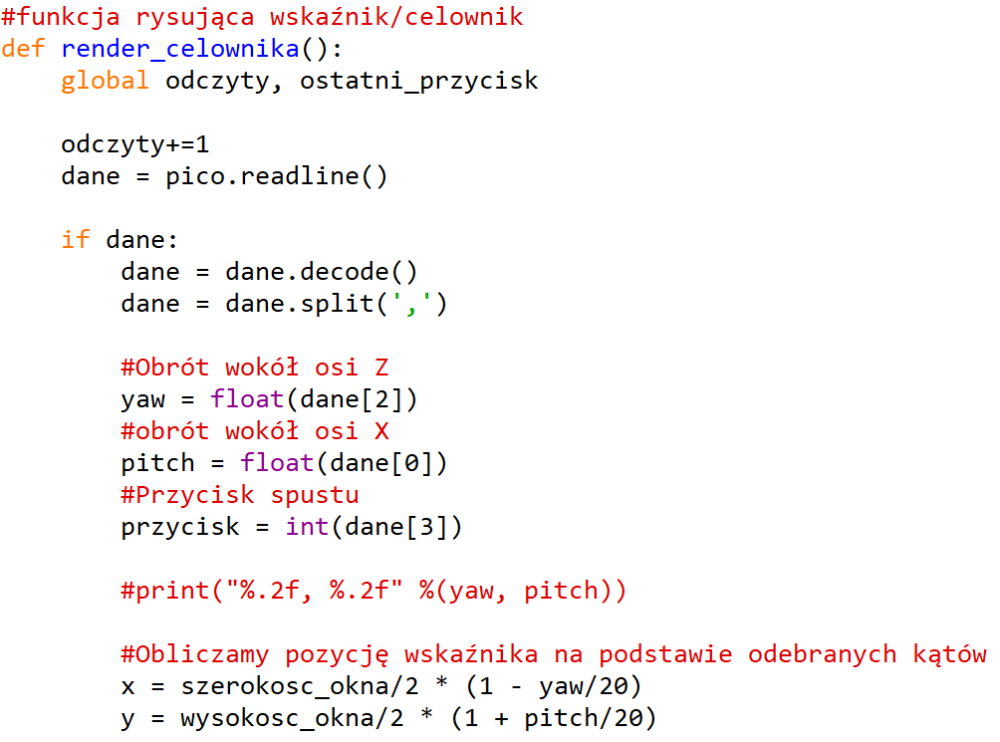 #funkcja rysująca wskaźnik/celownik
def render_celownika():
    global odczyty, ostatni_przycisk

    odczyty+=1
    dane = pico.readline()

    if dane:
        dane = dane.decode()
        dane = dane.split(',')

        #Obrót wokół osi Z
        yaw = float(dane[2])
        #obrót wokół osi X
        pitch = float(dane[0])
        #Przycisk spustu
        przycisk = int(dane[3])

        #print("%.2f, %.2f" %(yaw, pitch))

        #Obliczamy pozycję wskaźnika na podstawie odebranych kątów
        x = szerokosc_okna/2 * (1 - yaw/20)
        y = wysokosc_okna/2 * (1 + pitch/20)